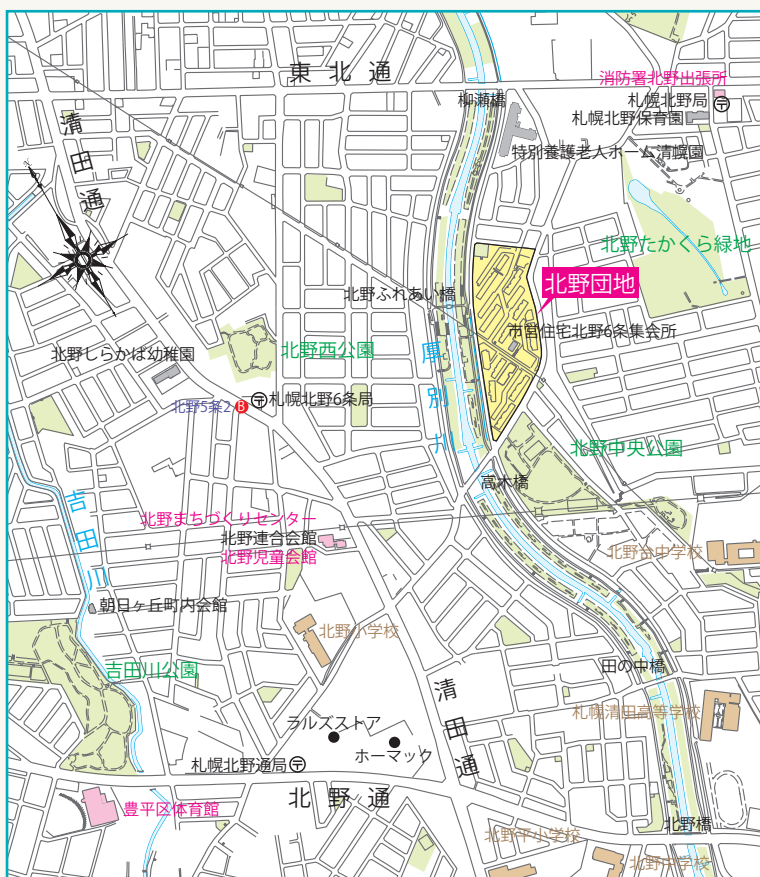 東北通
消防署北野出張所
柳瀬橋
札幌北野局
札幌北野保育園
清田通
特別養護老人ホーム清幌園
北野たかくら緑地
北野団地
北野ふれあい橋
市営住宅北野6条集会所
北野西公園
厚別川
北野しらかば幼稚園
札幌北野6条局
北野5条2
B
北野中央公園
高木橋
吉田川
北野まちづくりセンター
北野連合会館
北野児童会館
北野台中学校
朝日ヶ丘町内会館
北野小学校
吉田川公園
田の中橋
清田通
札幌清田高等学校
ラルズストア
ホーマック
札幌北野通局
北野通
豊平区体育館
北野平小学校
北野橋
北野中学校